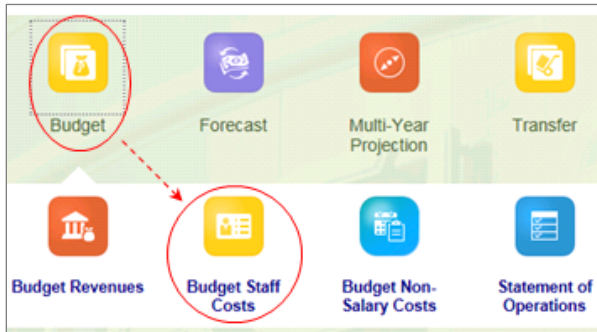 Budget
Forecast
Multi-Year
Projection
Transfer
Budget Revenues
Budget Staff
Costs
Budget Non-
Salary Costs
Statement of
Operations